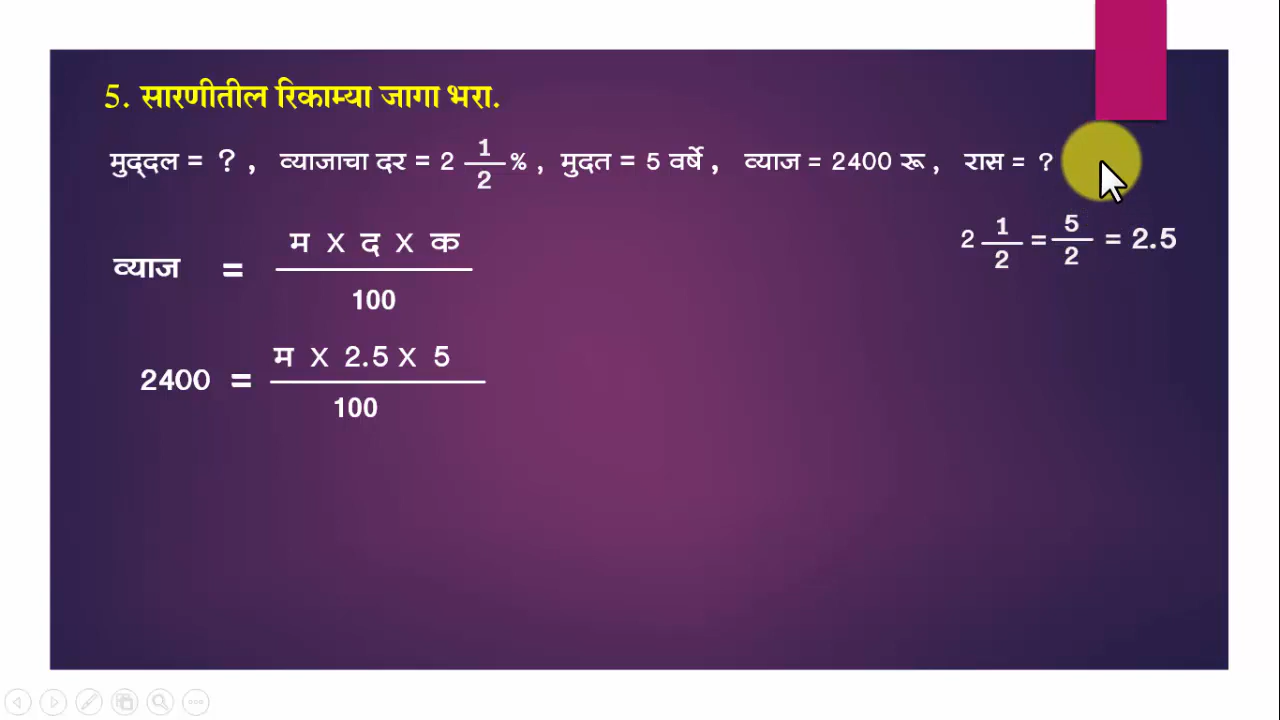 5. सारणीतील रिकाम्या जागा भरा.
मुद्‌दल = ? , व्याजाचा दर = 2 1/2 % , मुदत = 5 वर्षे , व्याज = 2400 रू , रास = ?
2 1/2 = 5/2 = 2.5
व्याज = म X द X क / 100
2400 = म X 2.5 X 5 / 100